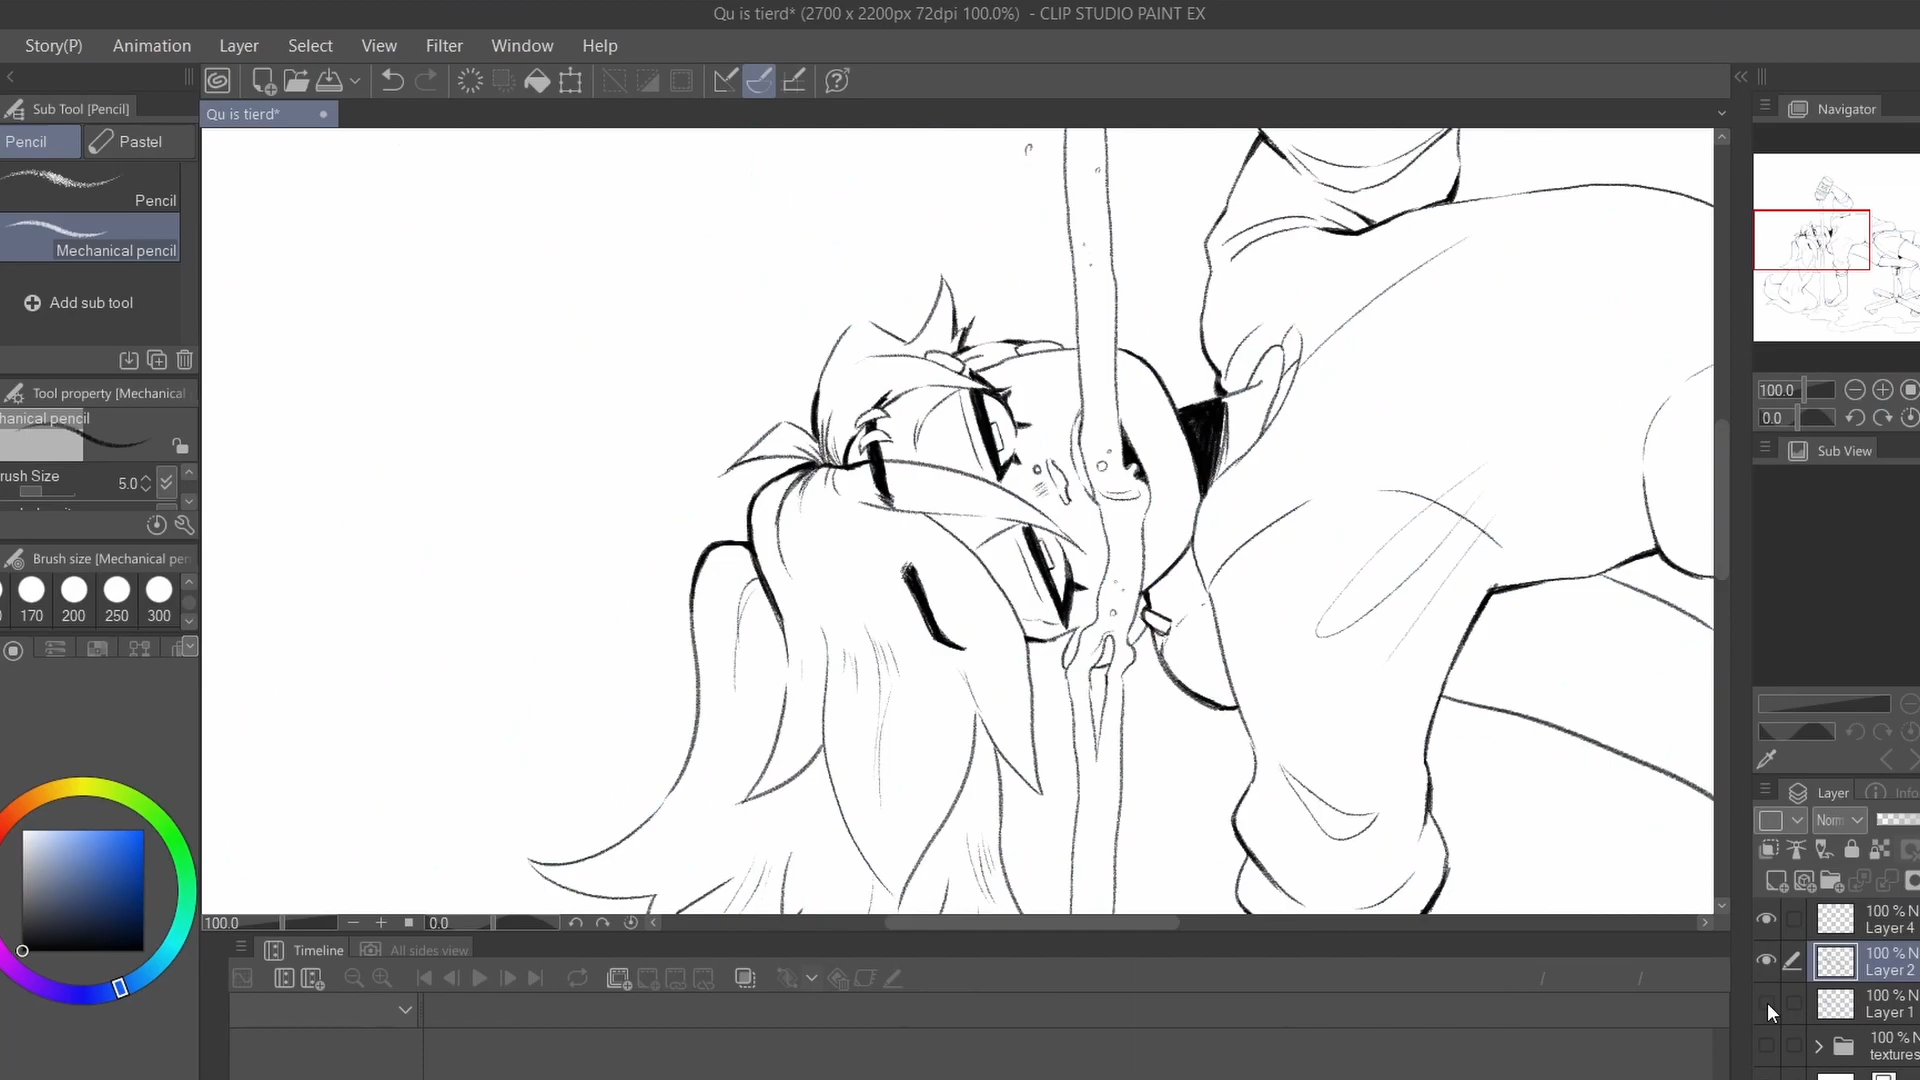 Qu is tierd* (2700 x 2200px 72dpi 100.0%) - CLIP STUDIO PAINT EX
Story(P) Animation Layer Select View Filter Window Help
Sub Tool [Pencil]
Qu is tierd*
Navigator
Pencil Pastel
Pencil
Mechanical pencil
Add sub tool
Tool property [Mechanical
hanical pencil
rush Size 5.0
Brush size [Mechanical pen
0 170 200 250 300
100.0
0.0
Sub View
Layer Info
Norm
100 % N
Layer 4
100 % N
Layer 2
100 % N
Layer 1
100 % N
textures
100.0 0.0
Timeline All sides view